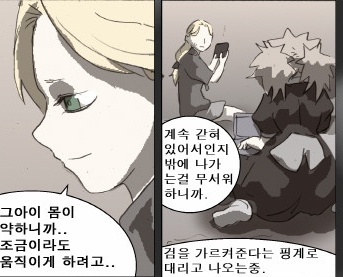 그아이 몸이
약하니까..
조금이라도
움직이게 하려고..
계속 갇혀
있어서인지
밖에 나가
는걸 무서워
하니까.
검을 가르켜준다는 핑계로
대리고 나오는중.